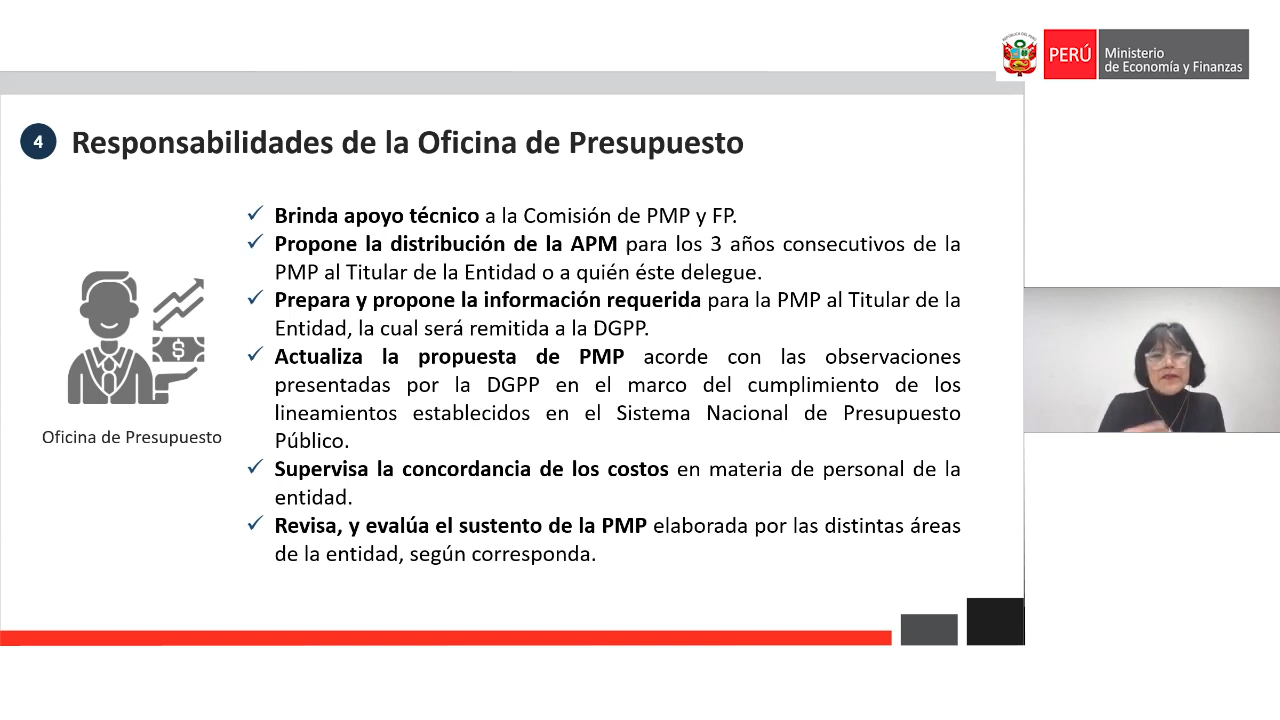 REPÚBLICA DEL PERÚ
PERÚ
Ministerio
de Economía y Finanzas
4
Responsabilidades de la Oficina de Presupuesto
✓ Brinda apoyo técnico a la Comisión de PMP y FP.
✓ Propone la distribución de la APM para los 3 años consecutivos de la
PMP al Titular de la Entidad o a quién éste delegue.
✓ Prepara y propone la información requerida para la PMP al Titular de la
Entidad, la cual será remitida a la DGPP.
✓ Actualiza la propuesta de PMP acorde con las observaciones
presentadas por la DGPP en el marco del cumplimiento de los
lineamientos establecidos en el Sistema Nacional de Presupuesto
Público.
✓ Supervisa la concordancia de los costos en materia de personal de la
entidad.
✓ Revisa, y evalúa el sustento de la PMP elaborada por las distintas áreas
de la entidad, según corresponda.
$
Oficina de Presupuesto